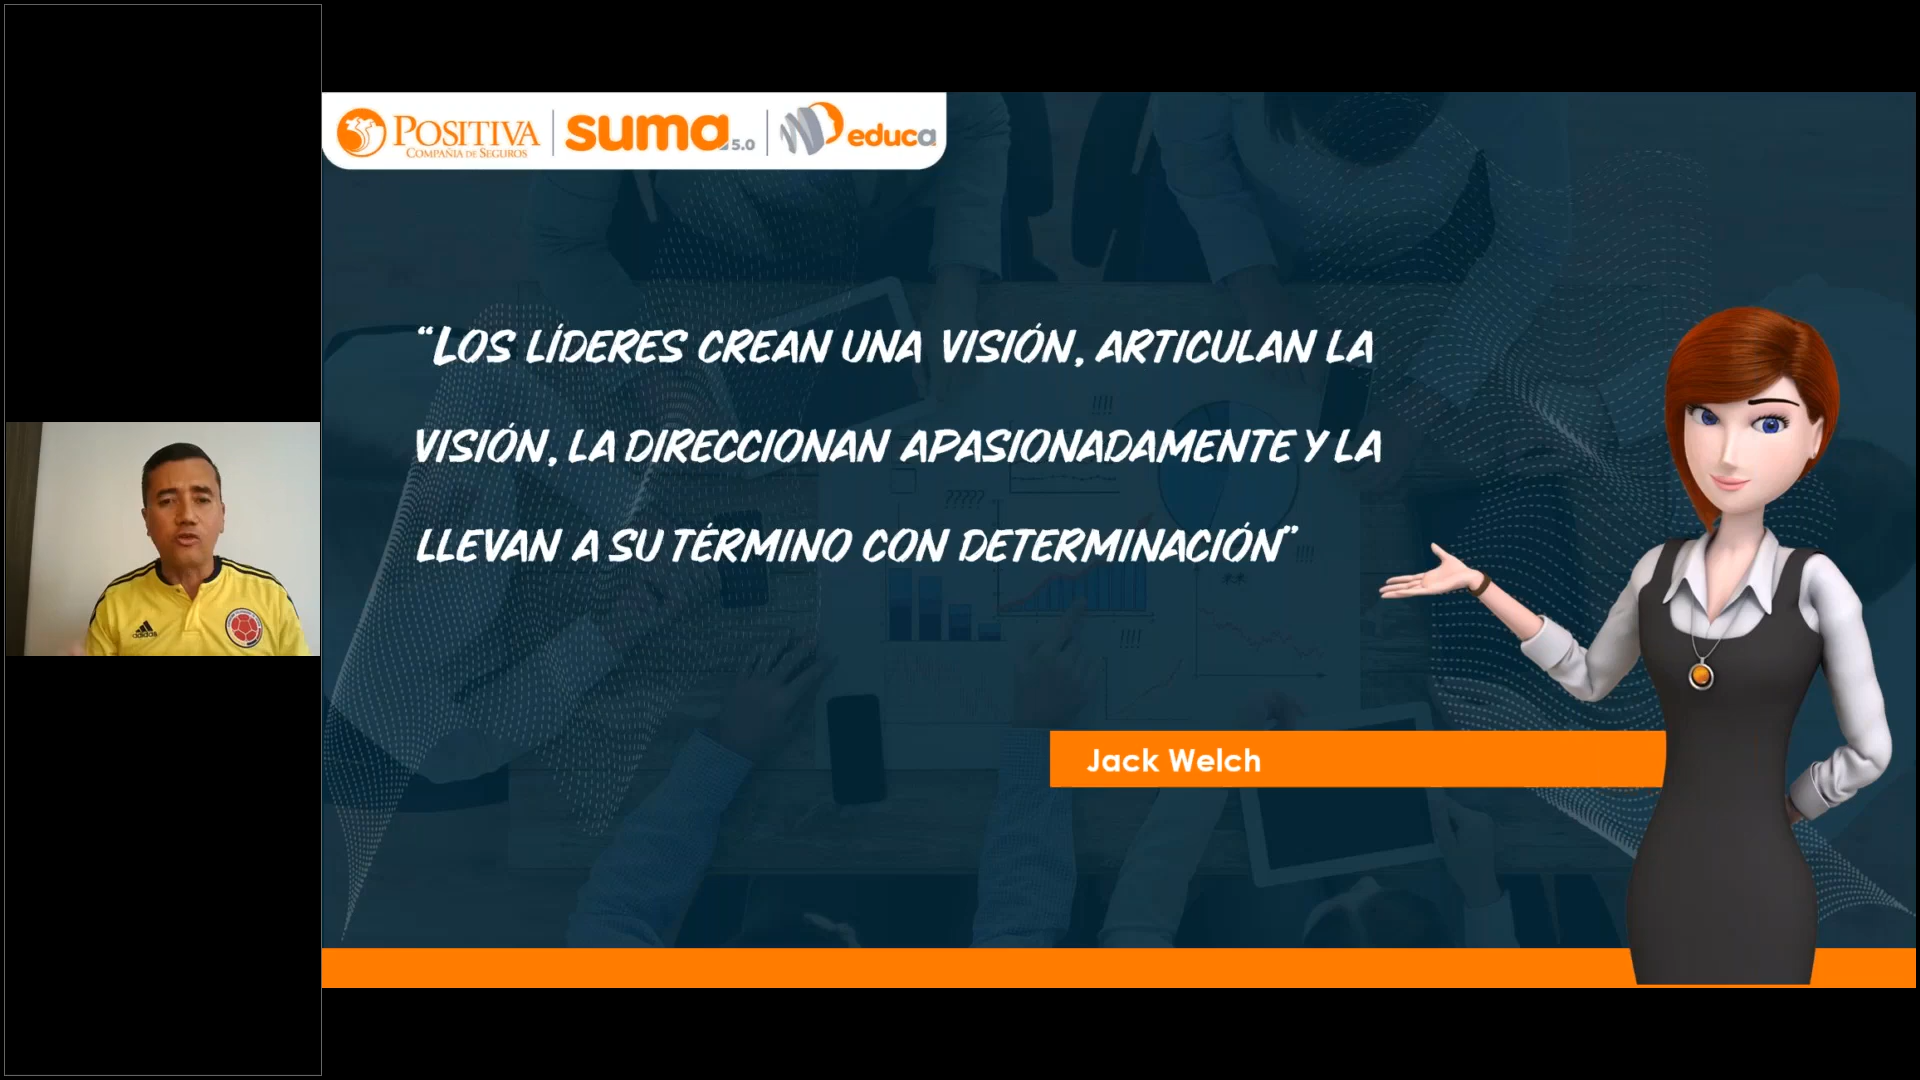 POSITIVA
COMPAÑÍA DE SEGUROS
suma 5.0
educa
“LOS LÍDERES CREAN UNA VISIÓN, ARTICULAN LA
VISIÓN, LA DIRECCIONAN APASIONADAMENTE Y LA
LLEVAN A SU TÉRMINO CON DETERMINACIÓN”
Jack Welch
adidas
????? 
!!!!
!!!!
!!!!